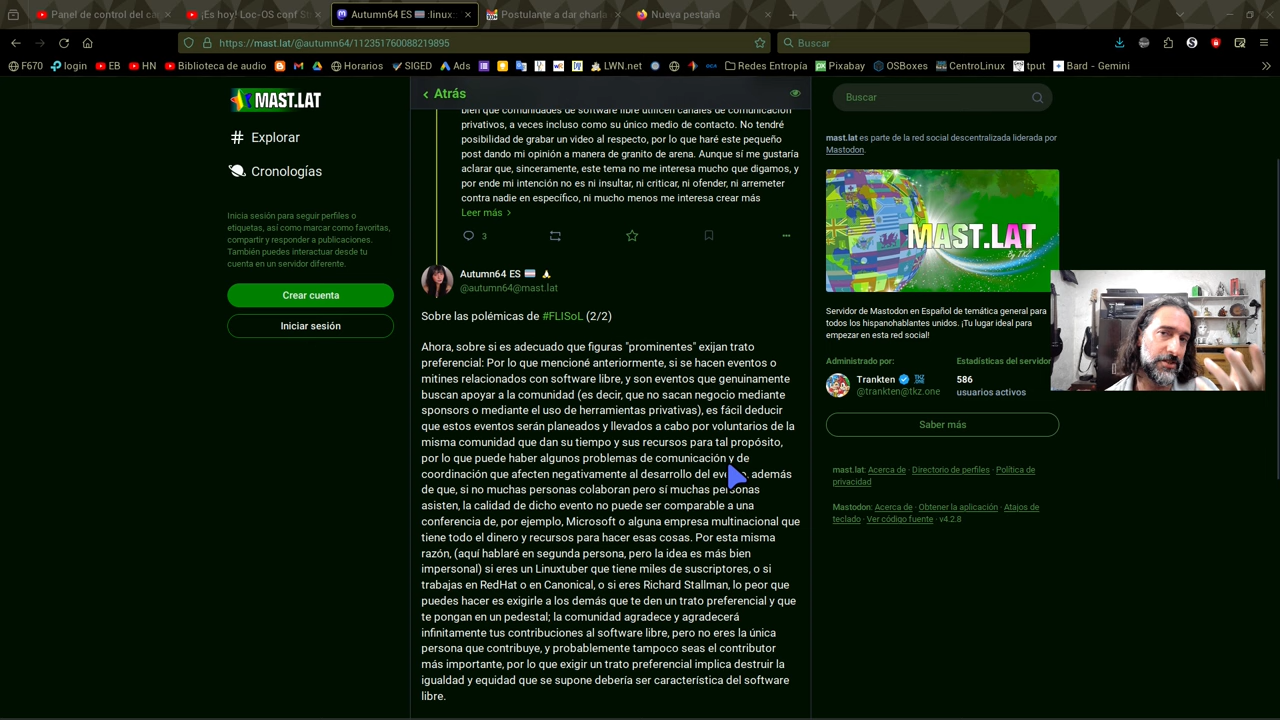 Panel de control del ca
¡Es hoy! Loc-OS conf S
Autumn64 ES :linux:
Postulante a dar charla
Nueva pestaña
https://mast.lat/@autumn64/112351760088219895
Buscar
F670
login
EB
HN
Biblioteca de audio
Horarios
SIGED
Ads
LWN.net
Redes Entropía
Pixabay
OSBoxes
CentroLinux
tput
Bard - Gemini
MAST.LAT
Explorar
Cronologías
Inicia sesión para seguir perfiles o
etiquetas, así como marcar como favoritas,
compartir y responder a publicaciones.
También puedes interactuar desde tu
cuenta en un servidor diferente.
Crear cuenta
Iniciar sesión
Atrás
bien que comunidades de software libre utilicen canales de comunicación
privativos, a veces incluso como su único medio de contacto. No tendré
posibilidad de grabar un video al respecto, por lo que haré este pequeño
post dando mi opinión a manera de granito de arena. Aunque sí me gustaría
aclarar que, sinceramente, este tema no me interesa mucho que digamos, y
por ende mi intención no es ni insultar, ni criticar, ni ofender, ni arremeter
contra nadie en específico, ni mucho menos me interesa crear más
Leer más
3
Autumn64 ES
@autumn64@mast.lat
Sobre las polémicas de #FLISoL (2/2)
Ahora, sobre si es adecuado que figuras "prominentes" exijan trato
preferencial: Por lo que mencioné anteriormente, si se hacen eventos o
mitines relacionados con software libre, y son eventos que genuinamente
buscan apoyar a la comunidad (es decir, que no sacan negocio mediante
sponsors o mediante el uso de herramientas privativas), es fácil deducir
que estos eventos serán planeados y llevados a cabo por voluntarios de la
misma comunidad que dan su tiempo y sus recursos para tal propósito,
por lo que puede haber algunos problemas de comunicación y de
coordinación que afecten negativamente al desarrollo del además
de que, si no muchas personas colaboran pero sí muchas personas
asisten, la calidad de dicho evento no puede ser comparable a una
conferencia de, por ejemplo, Microsoft o alguna empresa multinacional que
tiene todo el dinero y recursos para hacer esas cosas. Por esta misma
razón, (aquí hablaré en segunda persona, pero la idea es más bien
impersonal) si eres un Linuxtuber que tiene miles de suscriptores, o si
trabajas en RedHat o en Canonical, o si eres Richard Stallman, lo peor que
puedes hacer es exigirle a los demás que te den un trato preferencial y que
te pongan en un pedestal; la comunidad agradece y agradecerá
infinitamente tus contribuciones al software libre, pero no eres la única
persona que contribuye, y probablemente tampoco seas el contributor
más importante, por lo que exigir un trato preferencial implica destruir la
igualdad y equidad que se supone debería ser característica del software
libre.
Buscar
mast.lat es parte de la red social descentralizada liderada por
Mastodon.
MAST.LAT
By TKZ
Servidor de Mastodon en Español de temática general para
todos los hispanohablantes unidos. ¡Tu lugar ideal para
empezar en esta red social!
Administrado por:
Trankten
@trankten@tkz.one
Estadísticas del servidor
586
usuarios activos
Saber más
mast.lat: Acerca de · Directorio de perfiles · Política de
privacidad
Mastodon: Acerca de · Obtener la aplicación · Atajos de
teclado · Ver código fuente · v4.2.8